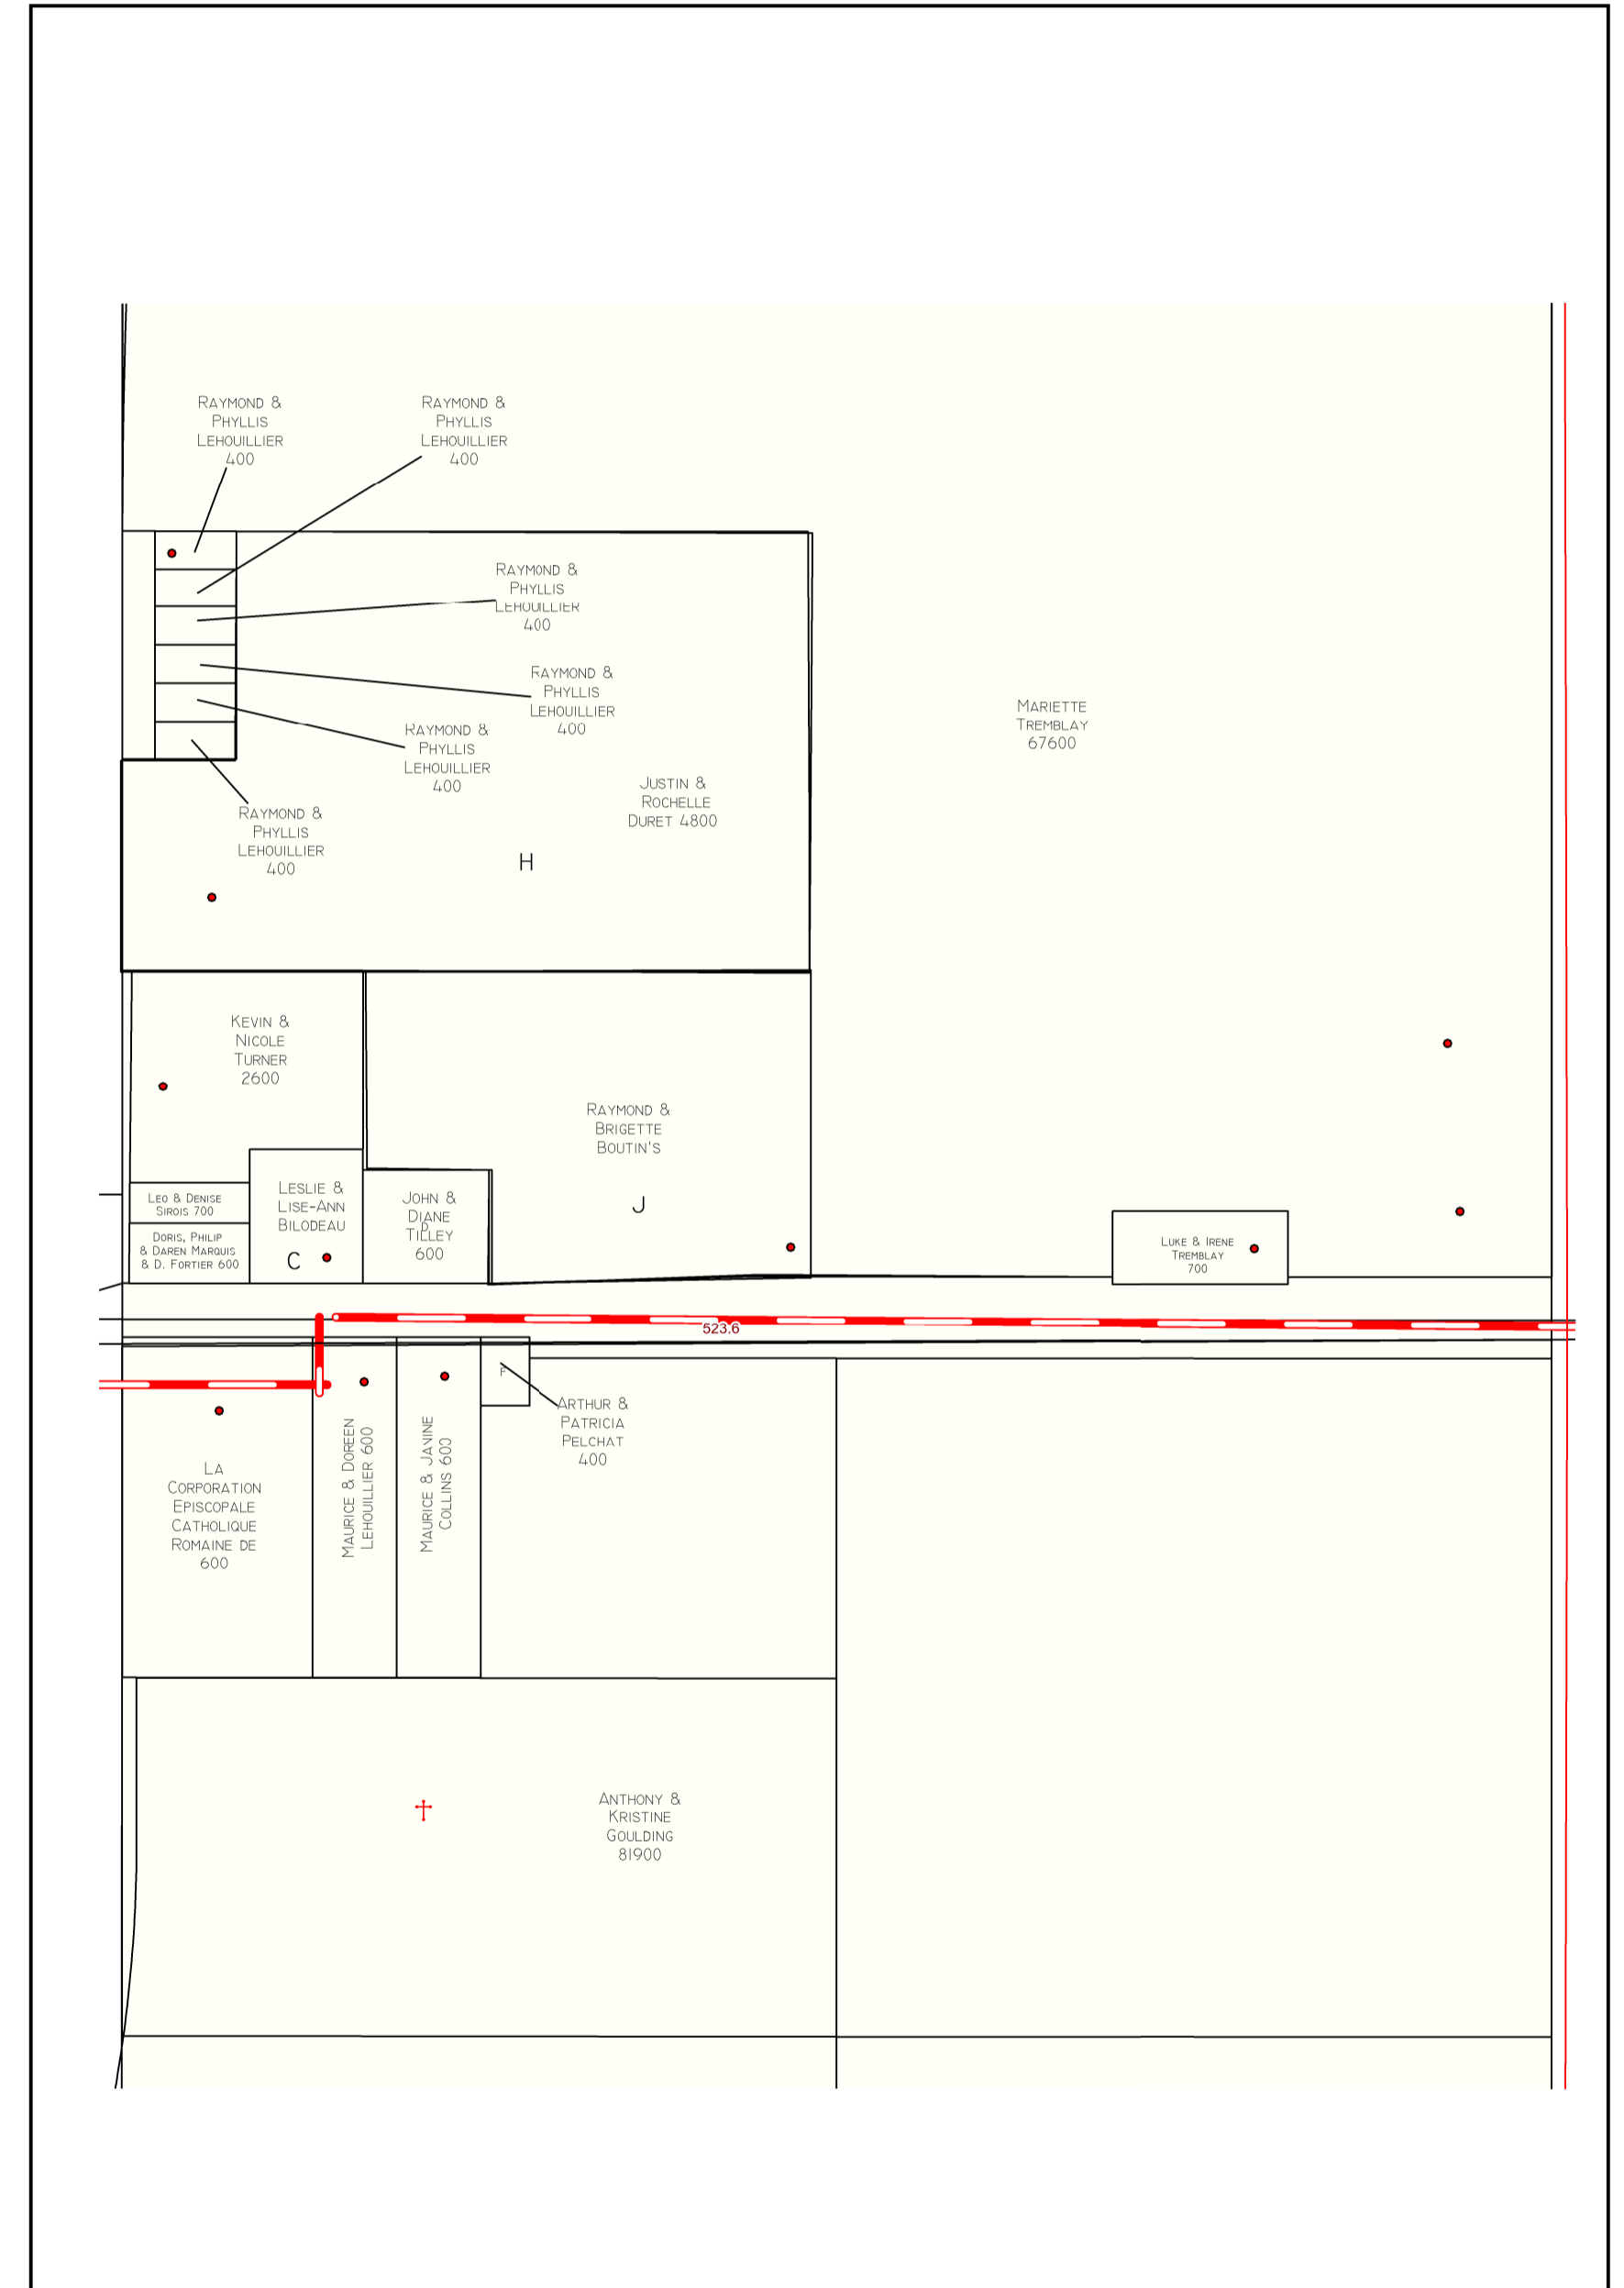 RAYMOND &
PHYLLIS
LEHOUILLIER
400
RAYMOND &
PHYLLIS
LEHOUILLIER
400
RAYMOND &
PHYLLIS
LEHOUILLIER
400
RAYMOND &
PHYLLIS
LEHOUILLIER
400
RAYMOND &
PHYLLIS
LEHOUILLIER
400
RAYMOND &
PHYLLIS
LEHOUILLIER
400
JUSTIN &
ROCHELLE
DURET 4800
H
MARIETTE
TREMBLAY
67600
KEVIN &
NICOLE
TURNER
2600
RAYMOND &
BRIGETTE
BOUTIN'S
J
LEO & DENISE
SIROIS 700
DORIS, PHILIP
& DAREN MARQUIS
& D. FORTIER 600
LESLIE &
LISE-ANN
BILODEAU
C
JOHN &
DIANE
D
TILLEY
600
LUKE & IRENE
TREMBLAY
700
523.6
F
ARTHUR &
PATRICIA
PELCHAT
400
LA
CORPORATION
EPISCOPALE
CATHOLIQUE
ROMAINE DE
600
MAURICE & DOREEN
LEHOUILLIER 600
MAURICE & JANINE
COLLINS 600
ANTHONY &
KRISTINE
GOULDING
81900